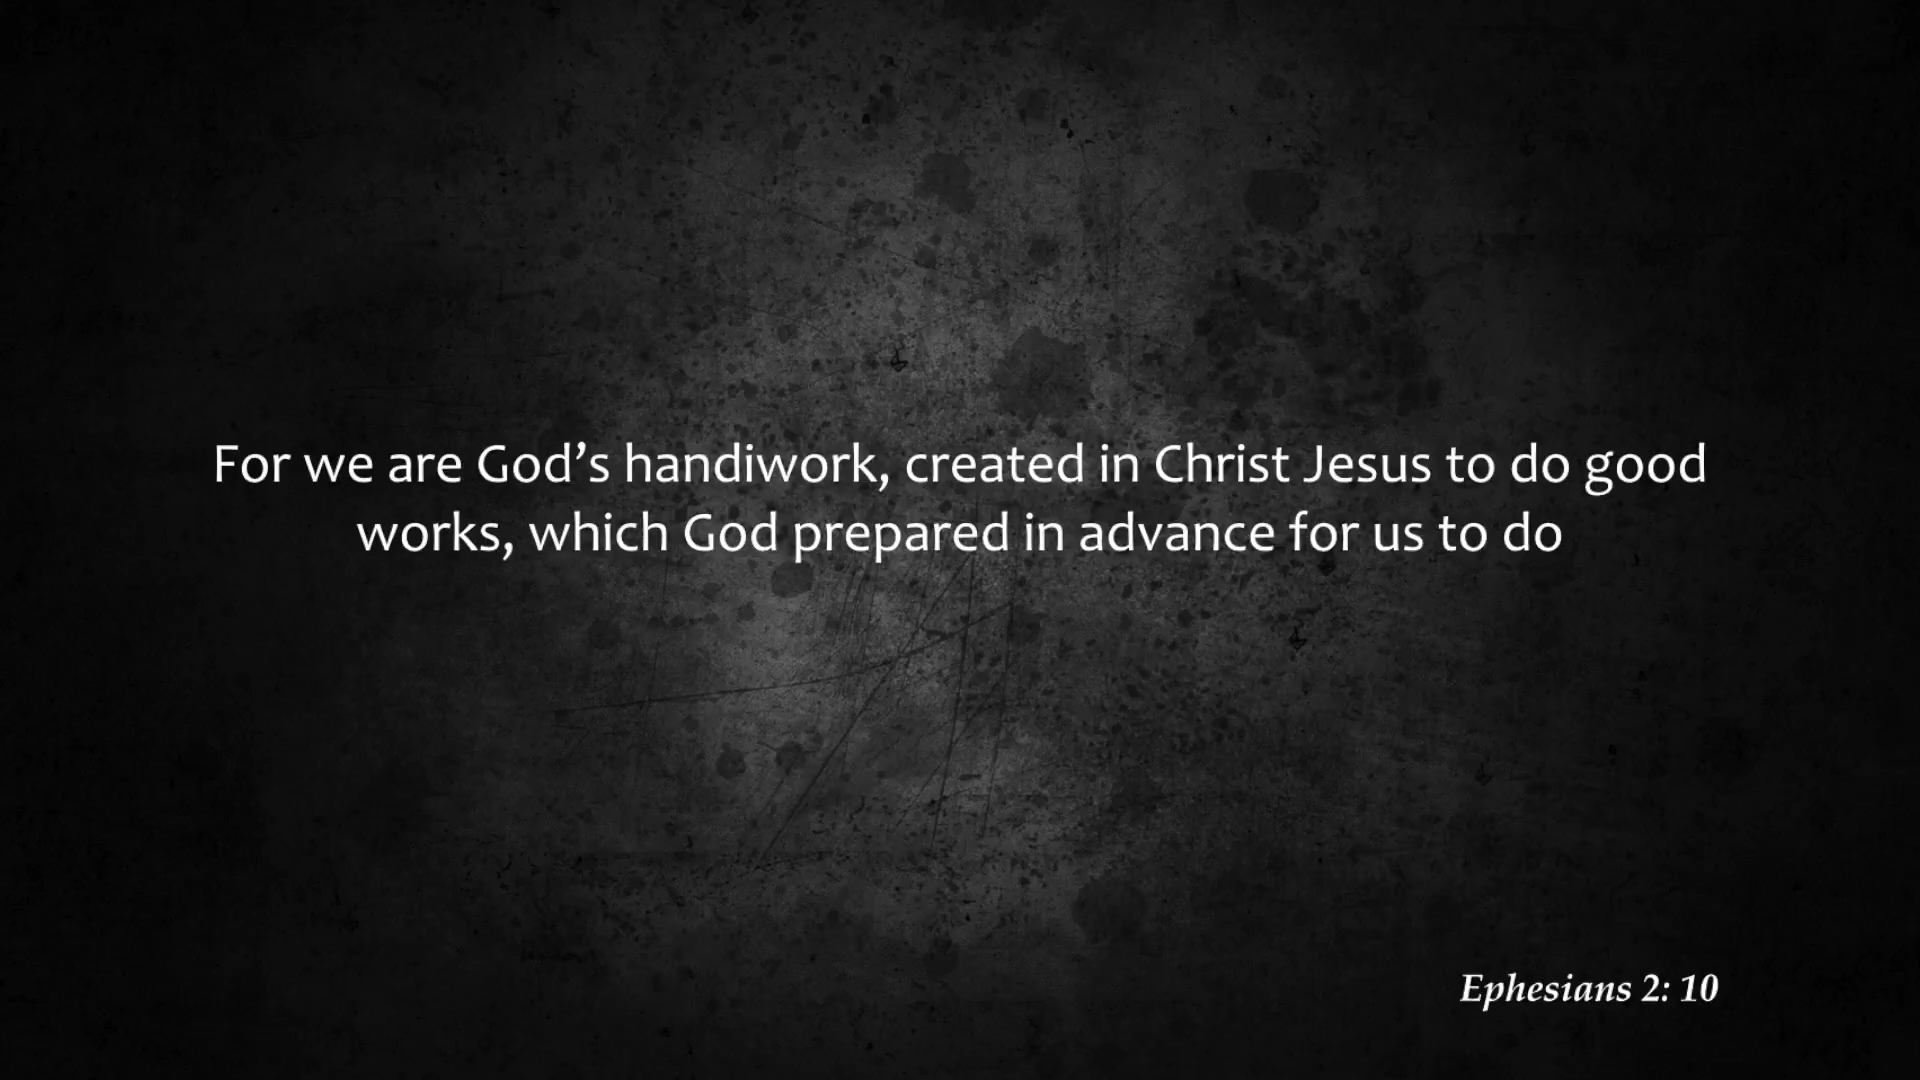 For we are God’s handiwork, created in Christ Jesus to do good
works, which God prepared in advance for us to do
Ephesians 2: 10